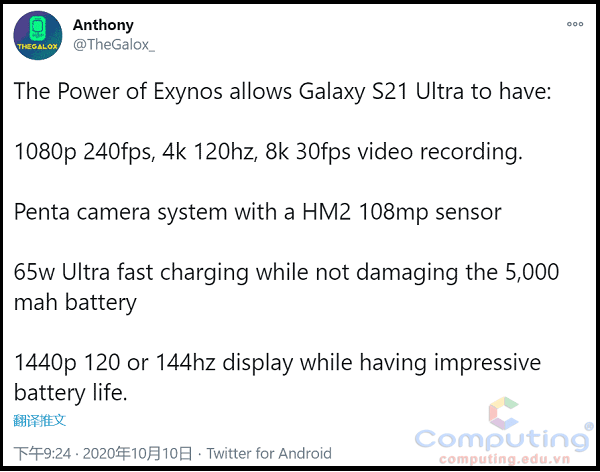 Anthony
@TheGalox_
THEGALOX
The Power of Exynos allows Galaxy S21 Ultra to have:
1080p 240fps, 4k 120hz, 8k 30fps video recording.
Penta camera system with a HM2 108mp sensor
65w Ultra fast charging while not damaging the 5,000
mah battery
1440p 120 or 144hz display while having impressive
battery life.
翻译推文
下午9:24 · 2020年10月10日 · Twitter for Android
Computing®
computing.edu.vn